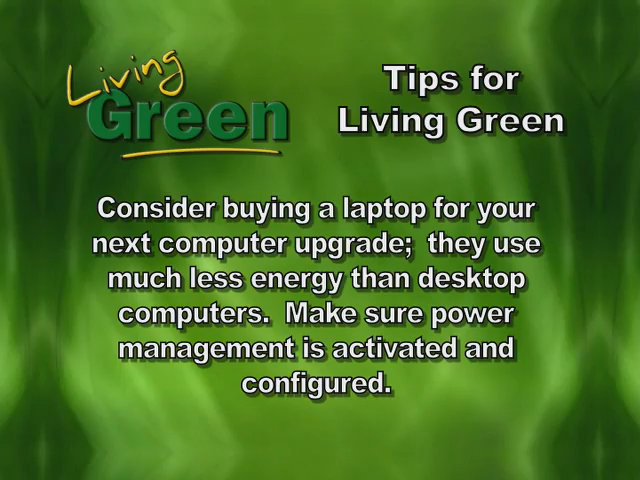 Living
Green
Tips for
Living Green
Consider buying a laptop for your
next computer upgrade;  they use
much less energy than desktop
computers.  Make sure power
management is activated and
configured.